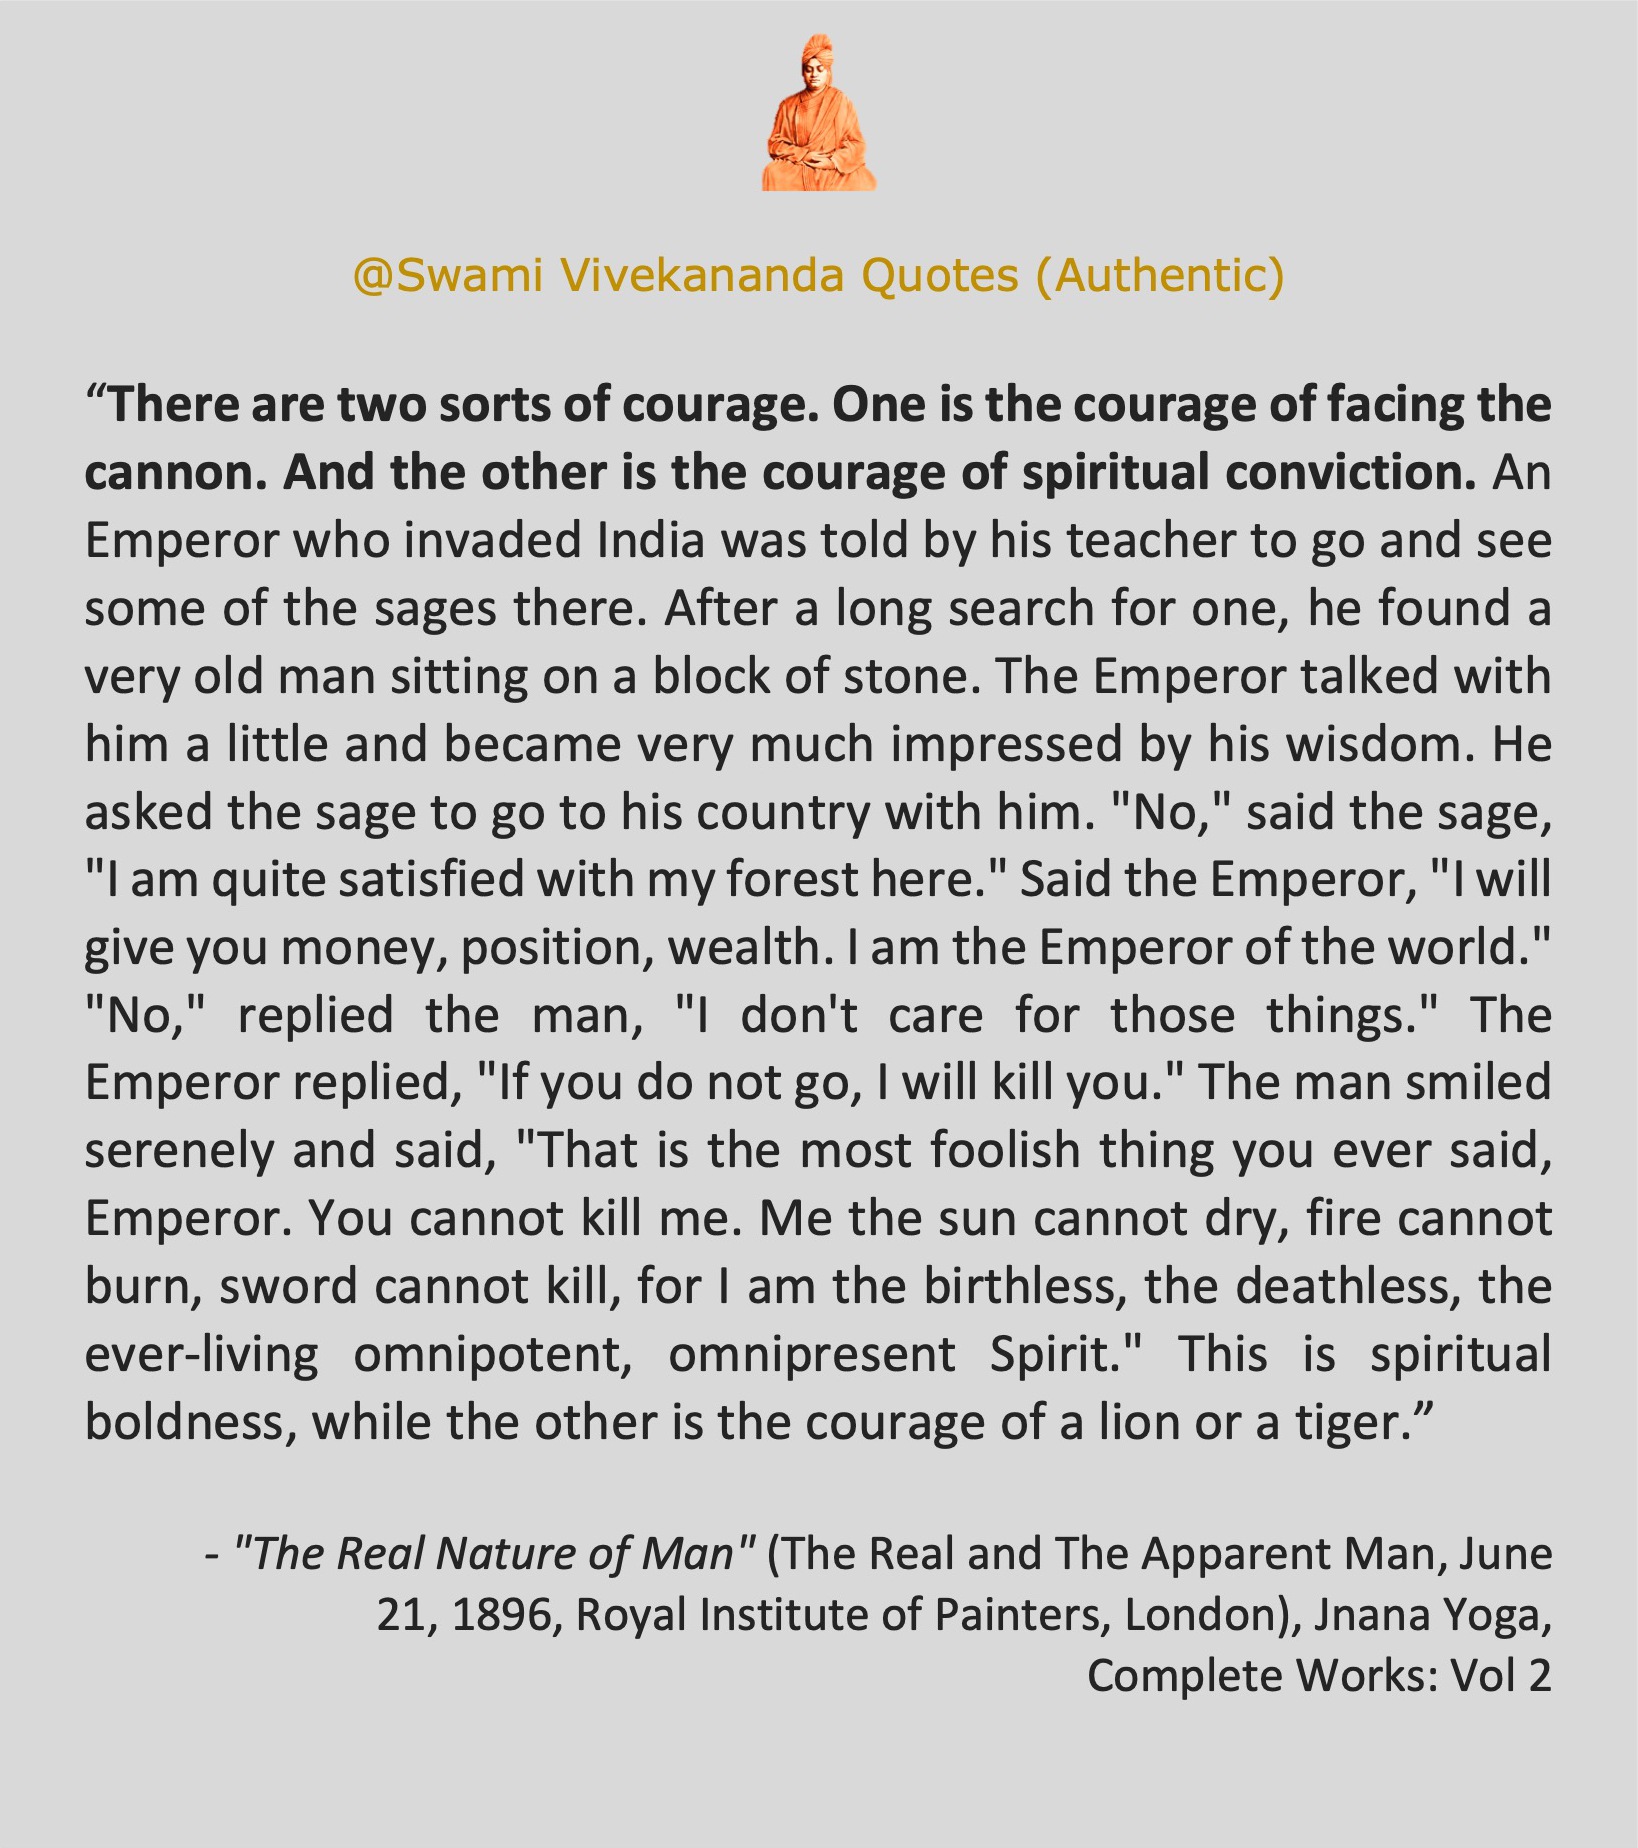 @Swami Vivekananda Quotes (Authentic)
“There are two sorts of courage. One is the courage of facing the
cannon. And the other is the courage of spiritual conviction. An
Emperor who invaded India was told by his teacher to go and see
some of the sages there. After a long search for one, he found a
very old man sitting on a block of stone. The Emperor talked with
him a little and became very much impressed by his wisdom. He
asked the sage to go to his country with him. "No," said the sage,
"I am quite satisfied with my forest here." Said the Emperor, "I will
give you money, position, wealth. I am the Emperor of the world."
"No," replied the man, "I don't care for those things." The
Emperor replied, "If you do not go, I will kill you." The man smiled
serenely and said, "That is the most foolish thing you ever said,
Emperor. You cannot kill me. Me the sun cannot dry, fire cannot
burn, sword cannot kill, for I am the birthless, the deathless, the
ever-living omnipotent, omnipresent Spirit." This is spiritual
boldness, while the other is the courage of a lion or a tiger.”
- "The Real Nature of Man" (The Real and The Apparent Man, June
21, 1896, Royal Institute of Painters, London), Jnana Yoga,
Complete Works: Vol 2